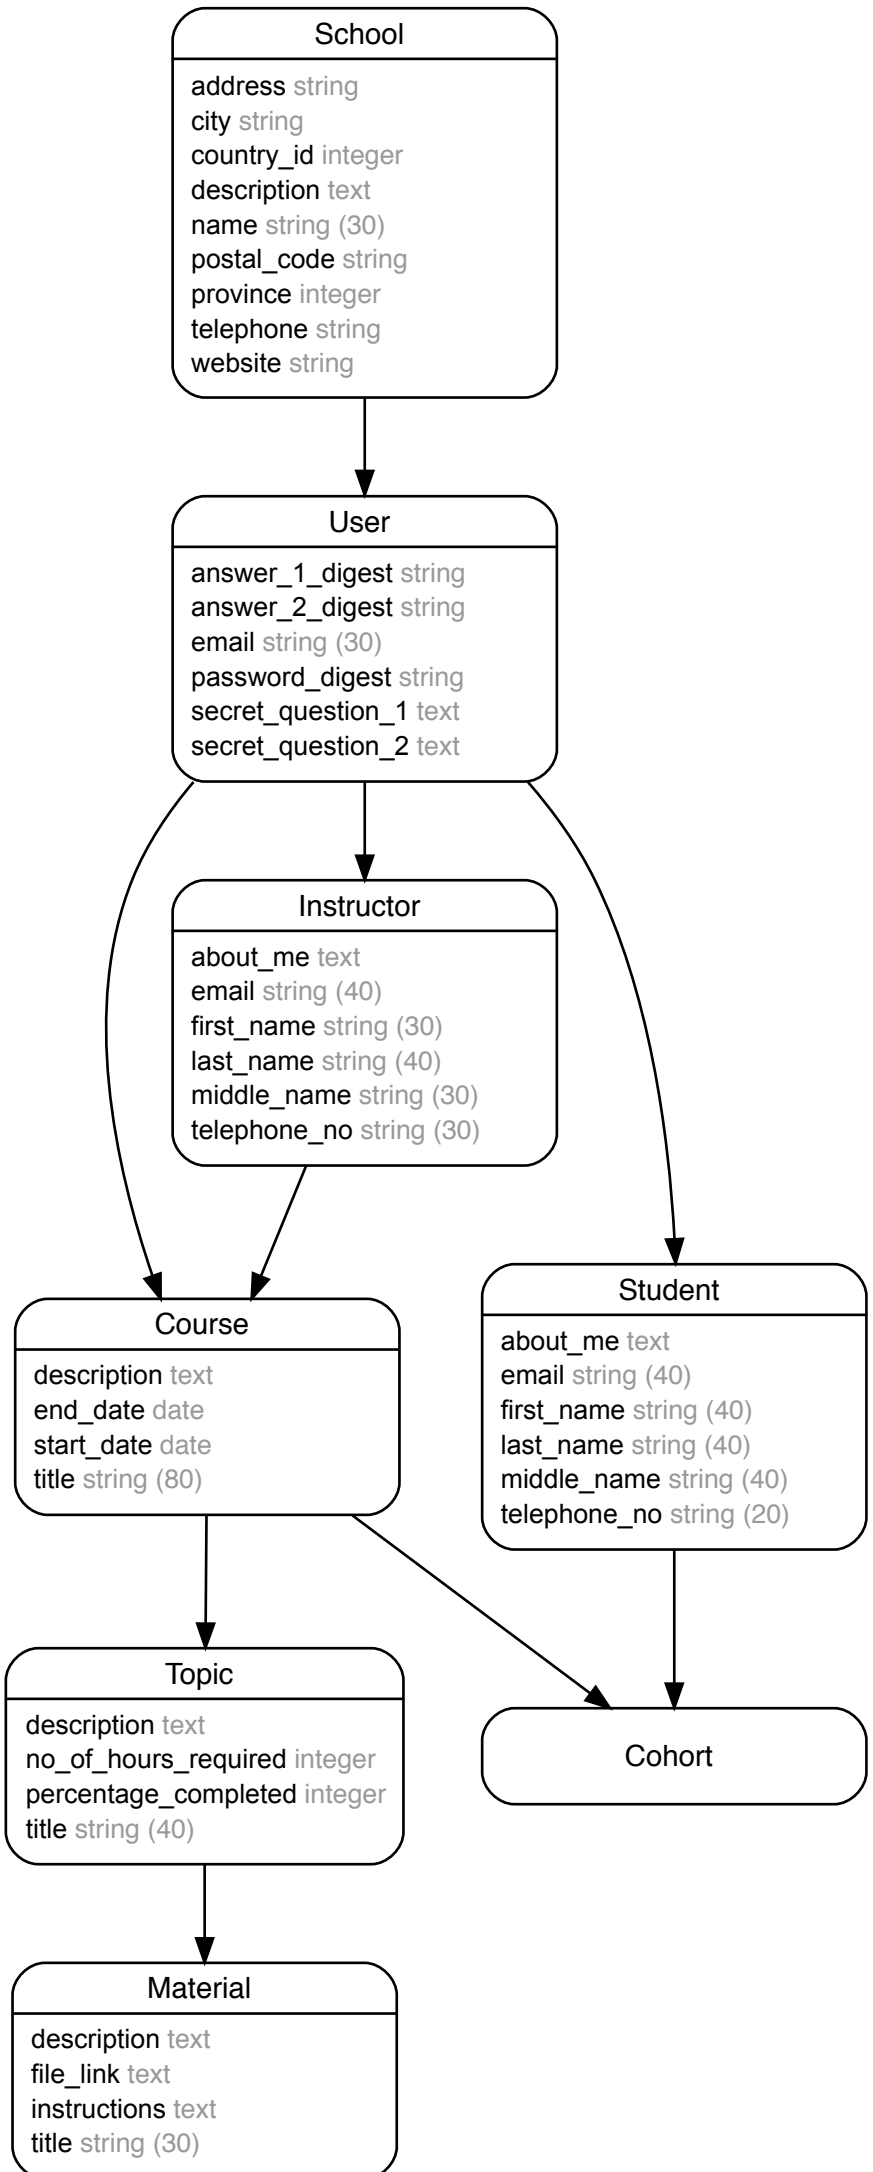 School
address string
city string
country_id integer
description text
name string (30)
postal_code string
province integer
telephone string
website string
User
answer_1_digest string
answer_2_digest string
email string (30)
password_digest string
secret_question_1 text
secret_question_2 text
Instructor
about_me text
email string (40)
first_name string (30)
last_name string (40)
middle_name string (30)
telephone_no string (30)
Course
description text
end_date date
start_date date
title string (80)
Student
about_me text
email string (40)
first_name string (40)
last_name string (40)
middle_name string (40)
telephone_no string (20)
Topic
description text
no_of_hours_required integer
percentage_completed integer
title string (40)
Cohort
Material
description text
file_link text
instructions text
title string (30)